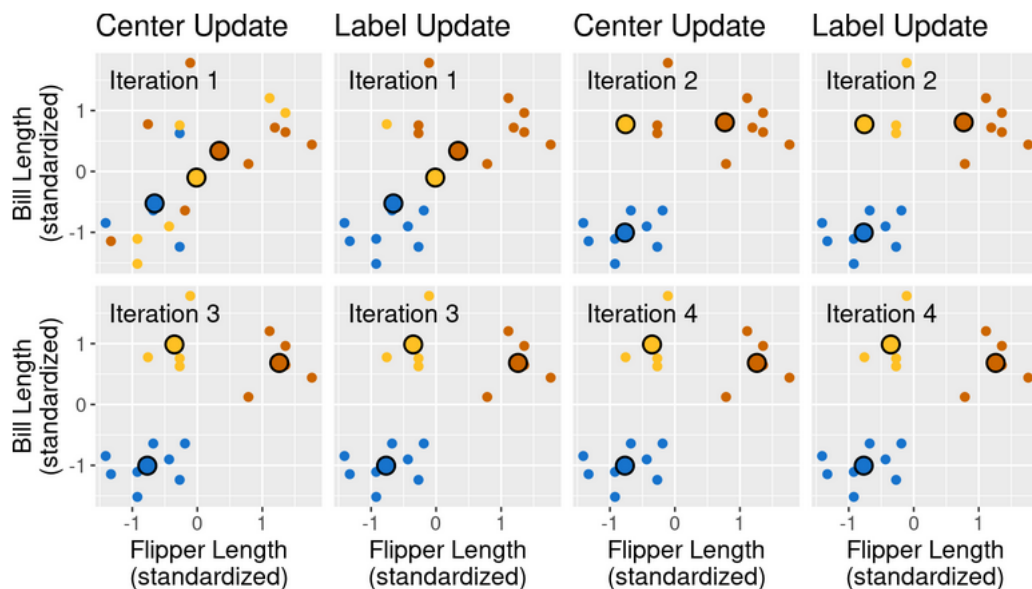 Center Update Label Update Center Update Label Update
Iteration 1 Iteration 1 Iteration 2 Iteration 2
Bill Length
(standardized)
1
0
-1
Iteration 3 Iteration 3 Iteration 4 Iteration 4
Bill Length
(standardized)
1
0
-1
-1 0 1 -1 0 1 -1 0 1 -1 0 1
Flipper Length Flipper Length Flipper Length Flipper Length
(standardized) (standardized) (standardized) (standardized)